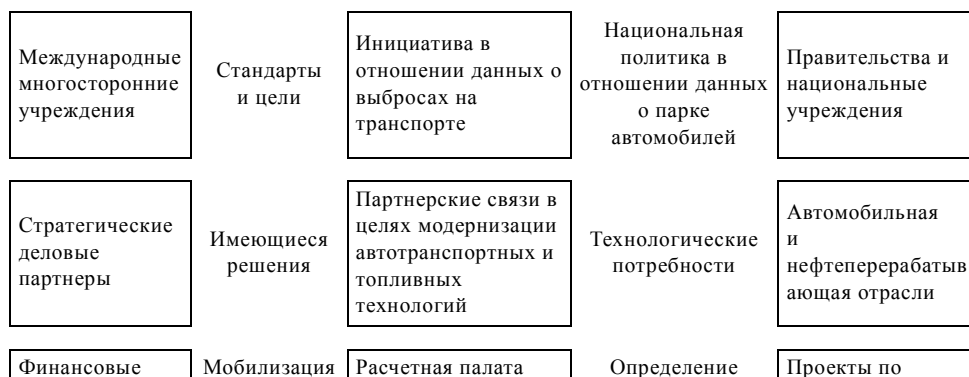 Международные
многосторонние
учреждения
Стандарты
и цели
Инициатива в
отношении данных о
выбросах на
транспорте
Национальная
политика в
отношении данных
о парке
автомобилей
Правительства и
национальные
учреждения
Стратегические
деловые
партнеры
Имеющиеся
решения
Партнерские связи в
целях модернизации
автотранспортных и
топливных
технологий
Технологические
потребности
Автомобильная
и
нефтеперерабатыв
ающая отрасли
Финансовые
Мобилизация
Расчетная палата
Определение
Проекты по